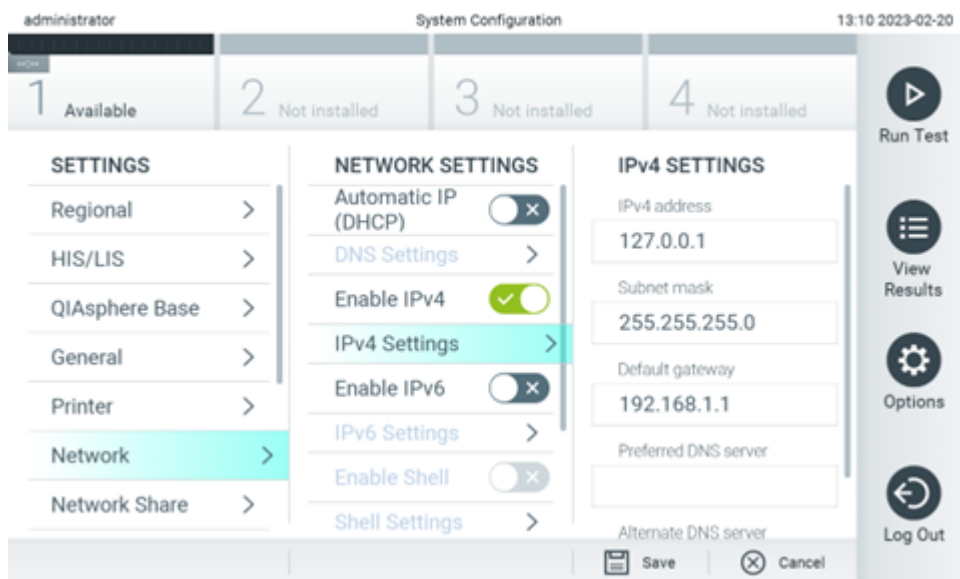 administrator
System Configuration
13:10 2023-02-20
1 Available
2 Not installed
3 Not installed
4 Not installed
Run Test
View
Results
Options
Log Out
SETTINGS
Regional
HIS/LIS
QIAsphere Base
General
Printer
Network
Network Share
NETWORK SETTINGS
Automatic IP
(DHCP)
DNS Settings
Enable IPv4
IPv4 Settings
Enable IPv6
IPv6 Settings
Enable Shell
Shell Settings
IPv4 SETTINGS
IPv4 address
127.0.0.1
Subnet mask
255.255.255.0
Default gateway
192.168.1.1
Preferred DNS server
Alternate DNS server
Save
Cancel